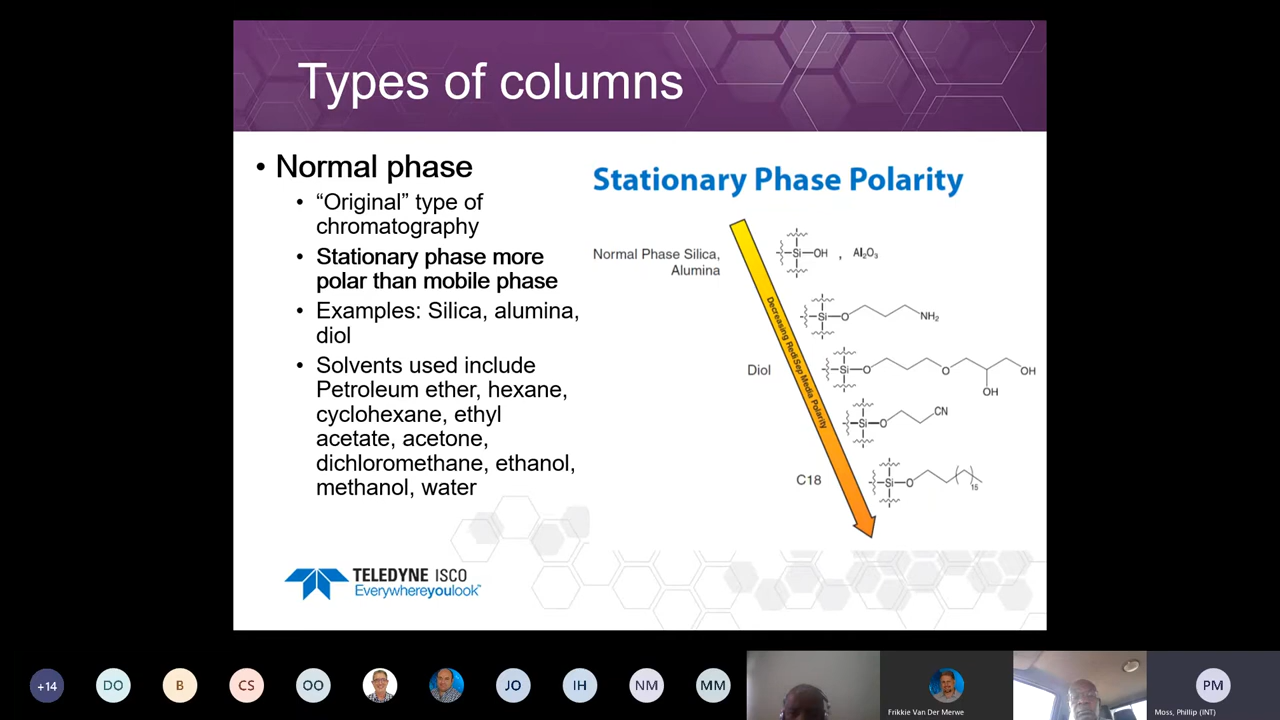 Types of columns
• Normal phase
• “Original” type of
chromatography
• Stationary phase more
polar than mobile phase
• Examples: Silica, alumina,
diol
• Solvents used include
Petroleum ether, hexane,
cyclohexane, ethyl
acetate, acetone,
dichloromethane, ethanol,
methanol, water
Stationary Phase Polarity
Normal Phase Silica,
Alumina
Si OH , Al₂O₃
Decreasing RediSep Media Polarity
Si O NH₂
Diol
Si O O OH
OH
Si O CN
C18
Si O 15
TELEDYNE ISCO
Everywhereyoulook™
+14
DO
B
CS
OO
JO
IH
NM
MM
Frikkie Van Der Merwe
PM
Moss, Phillip (INT)